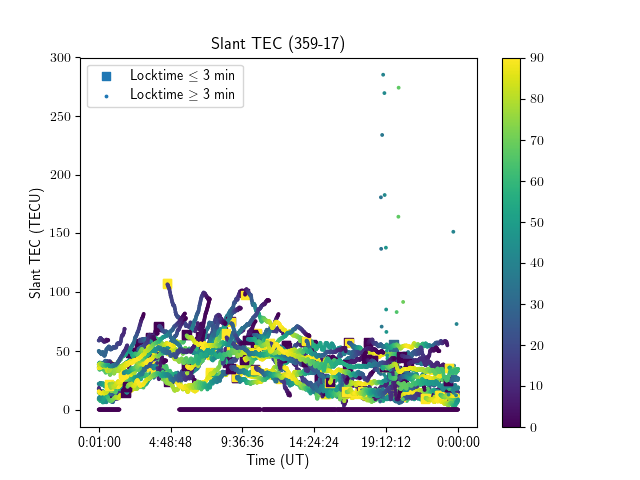 Slant TEC (359-17)
Locktime ≤ 3 min
Locktime ≥ 3 min
Slant TEC (TECU)
300
250
200
150
100
50
0
0:01:00 4:48:48 9:36:36 14:24:24 19:12:12 0:00:00
Time (UT)
90
80
70
60
50
40
30
20
10
0